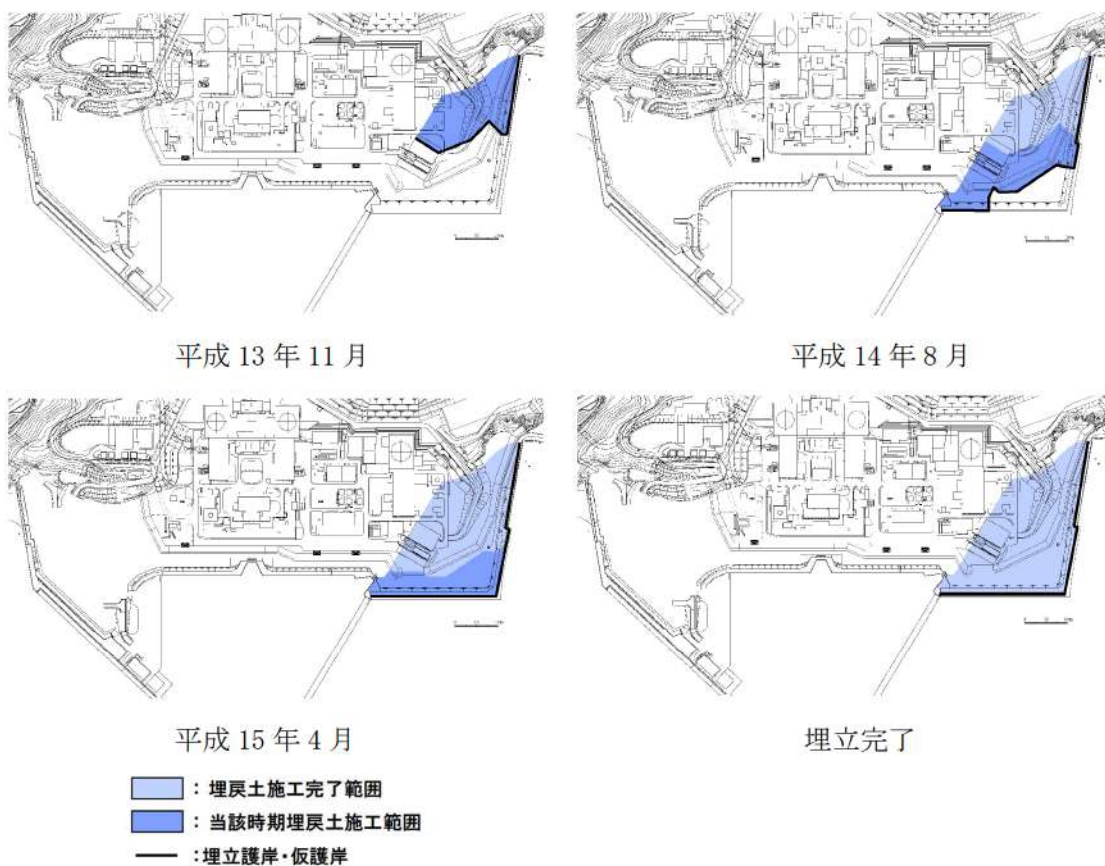 平成 13 年 11 月
平成 14 年 8 月
平成 15 年 4 月
埋立完了
：埋戻土施工完了範囲
：当該時期埋戻土施工範囲
：埋立護岸・仮護岸